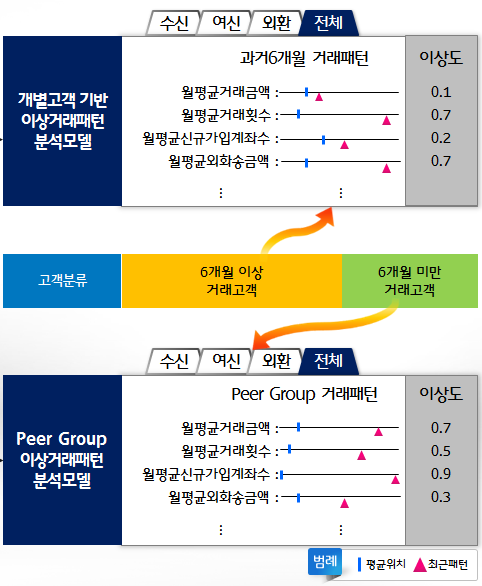 수신 여신 외환 전체
개별고객 기반
이상거래패턴
분석모델
과거6개월 거래패턴 이상도
월평균거래금액 : 0.1
월평균거래횟수 : 0.7
월평균신규가입계좌수 : 0.2
월평균외화송금액 : 0.7
⋮ ⋮
고객분류
6개월 이상
거래고객
6개월 미만
거래고객
수신 여신 외환 전체
Peer Group
이상거래패턴
분석모델
Peer Group 거래패턴 이상도
월평균거래금액 : 0.7
월평균거래횟수 : 0.5
월평균신규가입계좌수 : 0.9
월평균외화송금액 : 0.3
⋮ ⋮
범례 평균위치 최근패턴